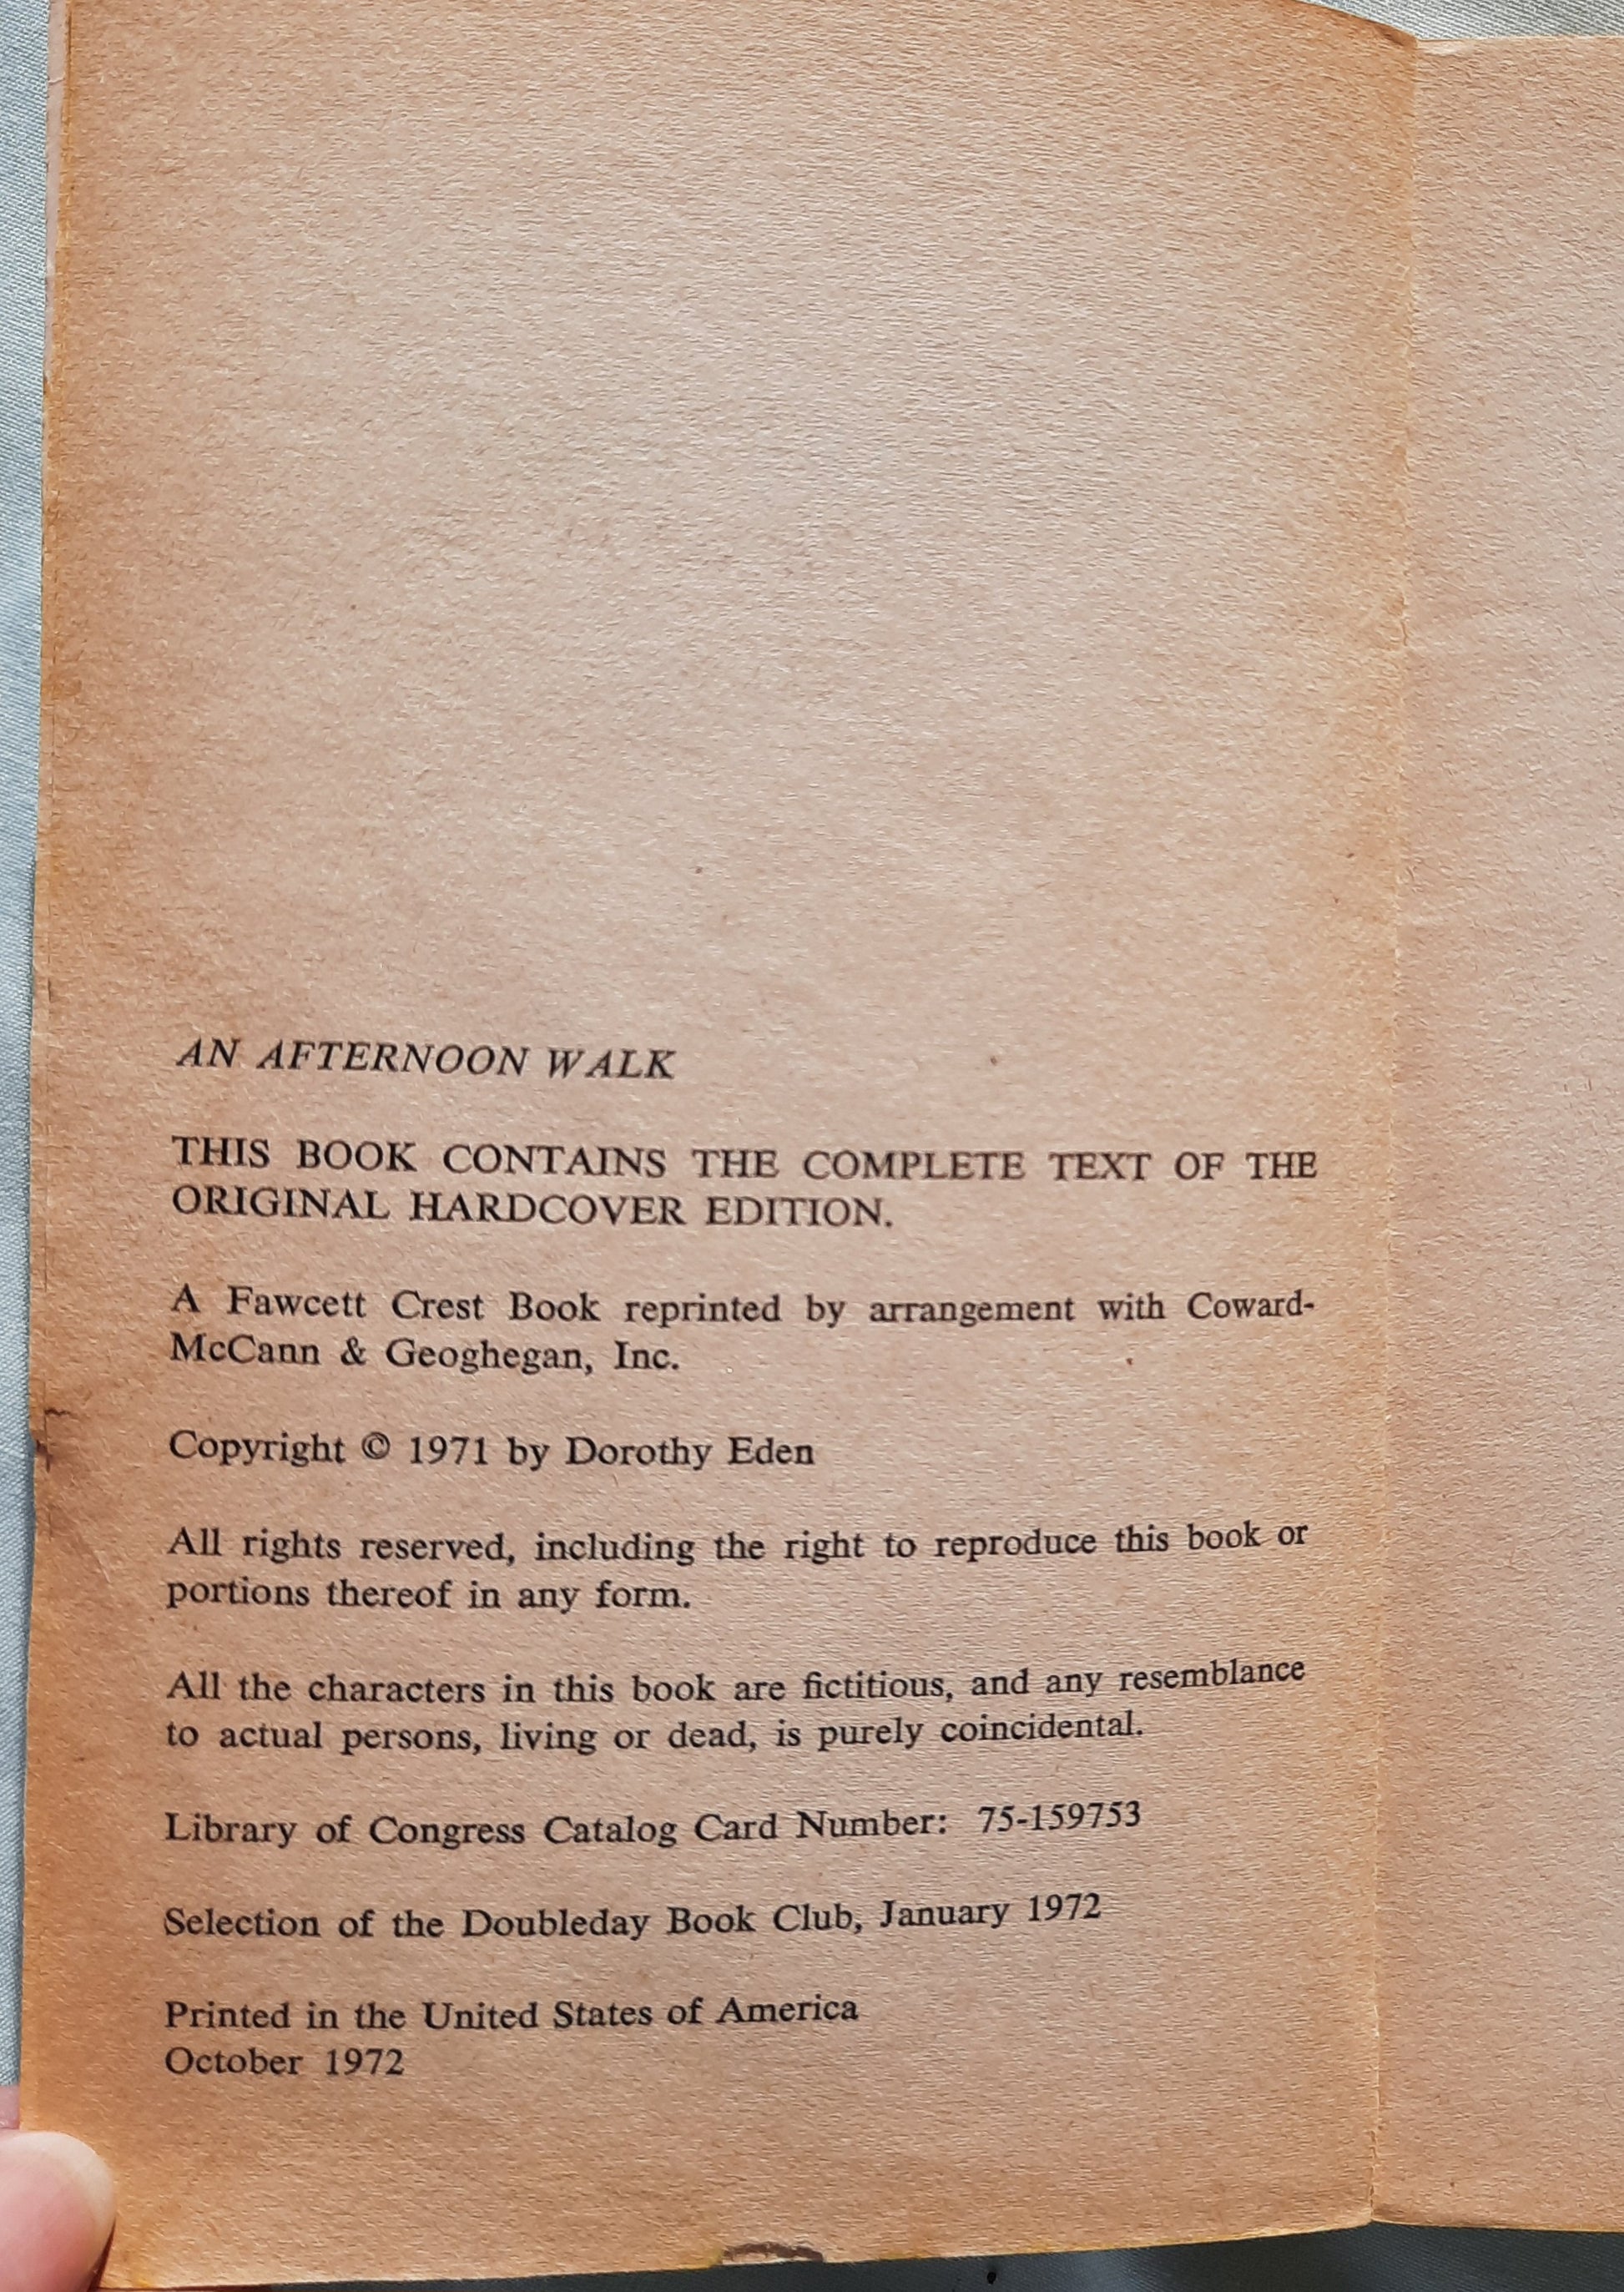 AN AFTERNOON WALK
THIS BOOK CONTAINS THE COMPLETE TEXT OF THE
ORIGINAL HARDCOVER EDITION.
A Fawcett Crest Book reprinted by arrangement with Coward-
McCann & Geoghegan, Inc.
Copyright © 1971 by Dorothy Eden
All rights reserved, including the right to reproduce this book or
portions thereof in any form.
All the characters in this book are fictitious, and any resemblance
to actual persons, living or dead, is purely coincidental.
Library of Congress Catalog Card Number: 75-159753
Selection of the Doubleday Book Club, January 1972
Printed in the United States of America
October 1972